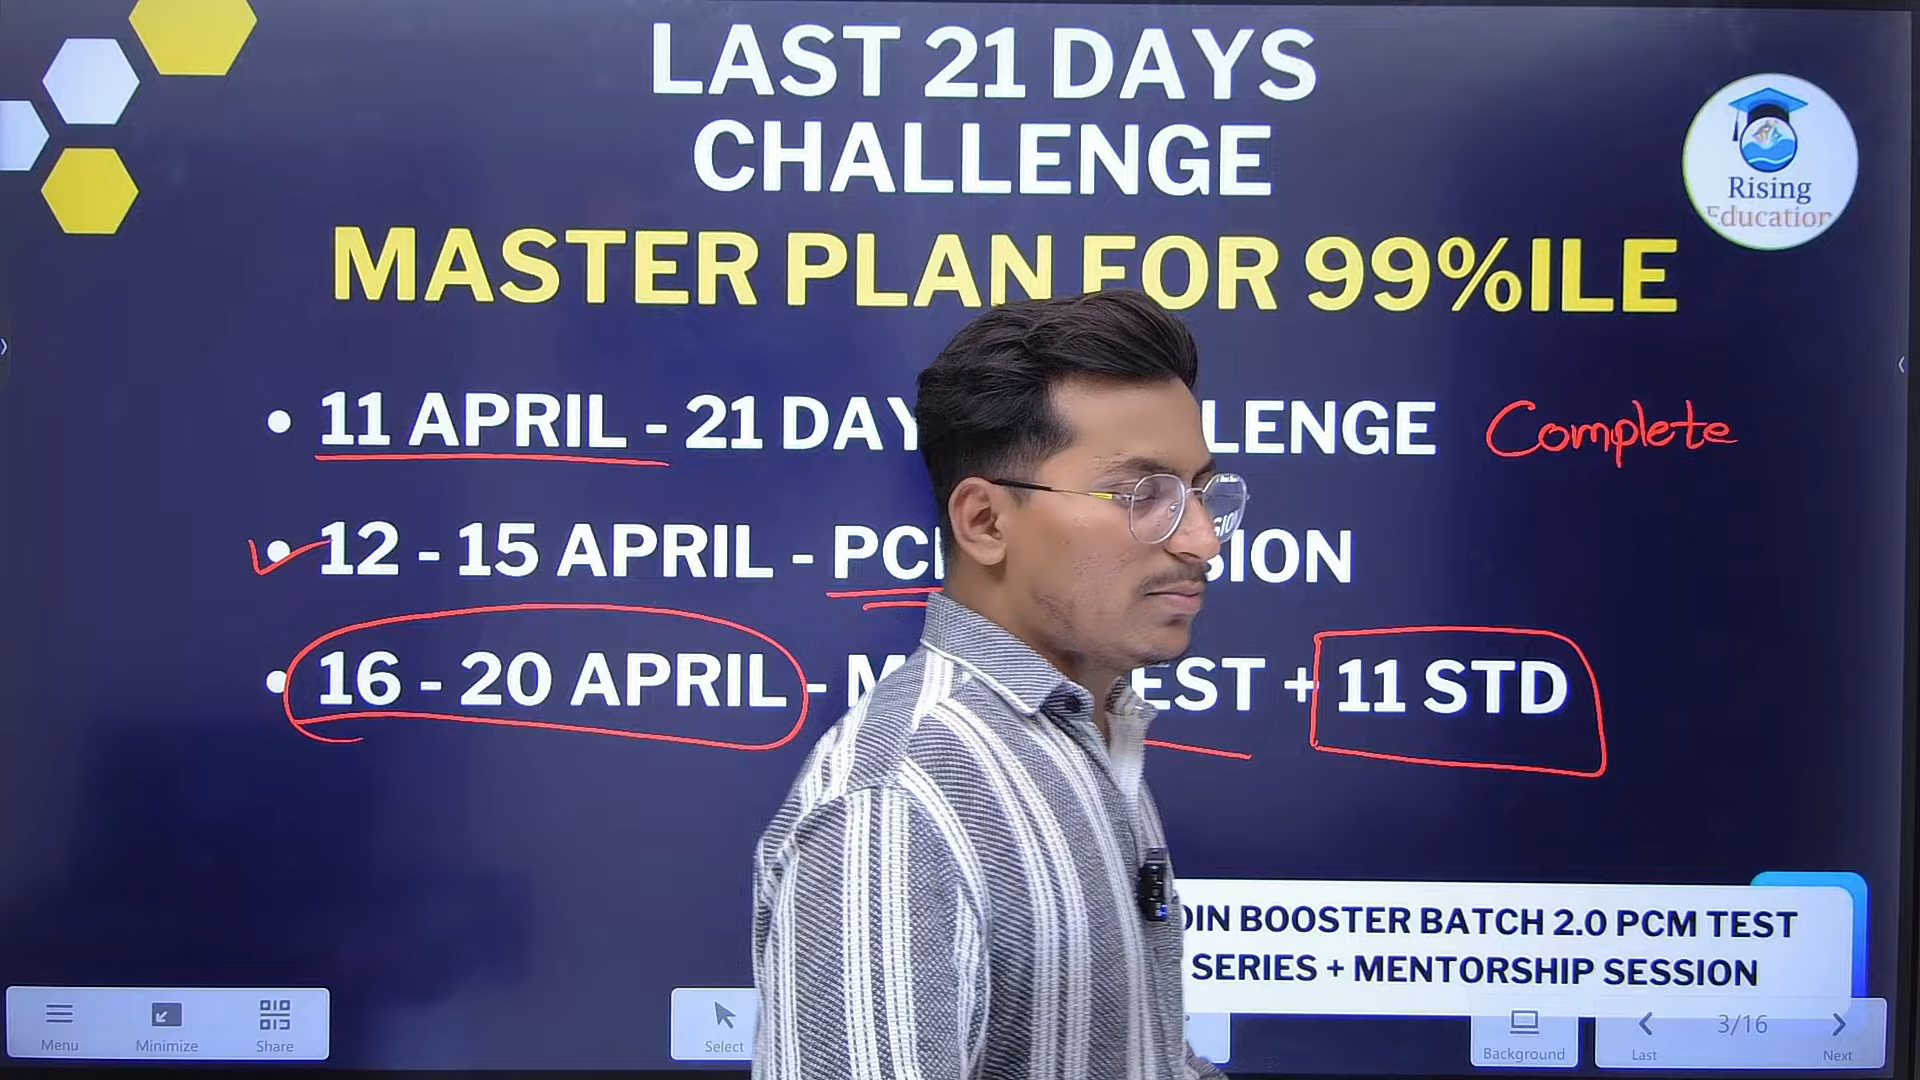 LAST 21 DAYS
CHALLENGE
MASTER PLAN FOR 99%ILE
Rising
Education
• 11 APRIL - 21 DAY LENGE Complete
• 12 - 15 APRIL - PC SION
• 16 - 20 APRIL - M EST + 11 STD
OIN BOOSTER BATCH 2.0 PCM TEST
SERIES + MENTORSHIP SESSION
Menu
Minimize
Share
Select
Background
3/16
Last
Next